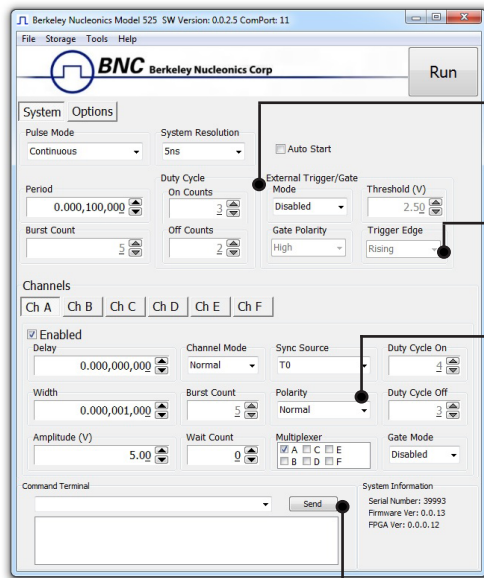 Berkeley Nucleonics Model 525 SW Version: 0.0.2.5 ComPort: 11
File Storage Tools Help
BNC Berkeley Nucleonics Corp
Run
System Options
Pulse Mode System Resolution
Continuous 5ns Auto Start
Duty Cycle External Trigger/Gate
Period On Counts Mode Threshold (V)
0.000,100,000 3 Disabled 2.50
Burst Count Off Counts Gate Polarity Trigger Edge
5 2 High Rising
Channels
Ch A Ch B Ch C Ch D Ch E Ch F
Enabled
Delay Channel Mode Sync Source Duty Cycle On
0.000,000,000 Normal T0 4
Width Burst Count Polarity Duty Cycle Off
0.000,001,000 5 Normal 3
Amplitude (V) Wait Count Multiplexer Gate Mode
5.00 0 A C E Disabled
B D F
Command Terminal System Information
Send Serial Number: 39993
Firmware Ver: 0.0.13
FPGA Ver: 0.0.0.12